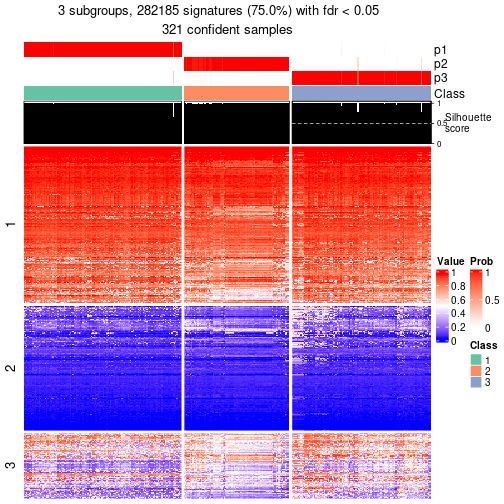 3 subgroups, 282185 signatures (75.0%) with fdr < 0.05
321 confident samples
p1
p2
p3
Class
1
0.5
0
Silhouette
score
1
2
3
Value
1
0.8
0.6
0.4
0.2
0
Prob
1
0.5
0
Class
1
2
3